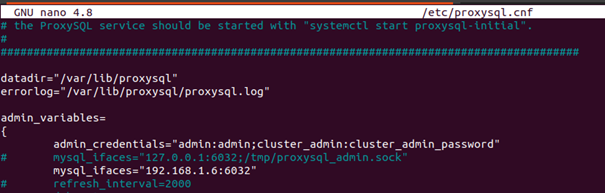 GNU nano 4.8 /etc/proxysql.cnf
# the ProxySQL service should be started with "systemctl start proxysql-initial".
#
########################################################################################
datadir="/var/lib/proxysql"
errorlog="/var/lib/proxysql/proxysql.log"
admin_variables=
{
admin_credentials="admin:admin;cluster_admin:cluster_admin_password"
# mysql_ifaces="127.0.0.1:6032;/tmp/proxysql_admin.sock"
mysql_ifaces="192.168.1.6:6032"
# refresh_interval=2000